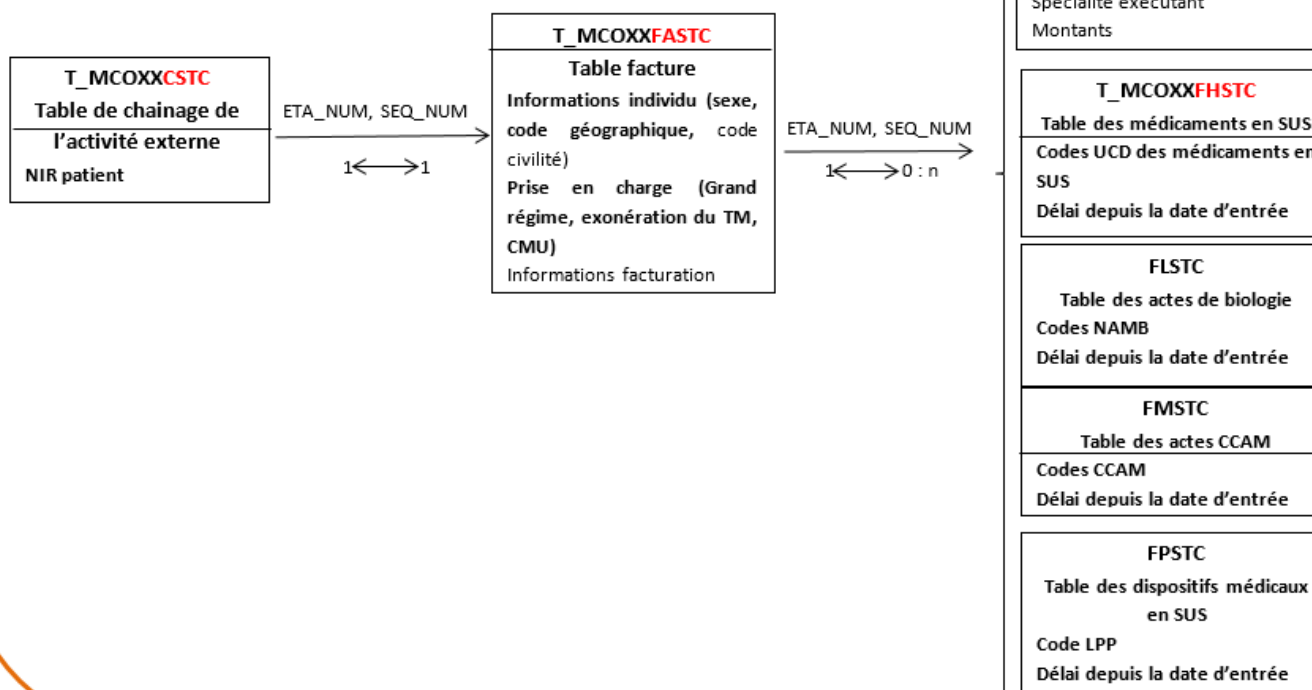 T_MCOXXCSTC
Table de chainage de
l'activité externe
NIR patient
ETA_NUM, SEQ_NUM
1⟷1
T_MCOXXFASTC
Table facture
Informations individu (sexe,
code géographique, code
civilité)
Prise en charge (Grand
régime, exonération du TM,
CMU)
Informations facturation
ETA_NUM, SEQ_NUM
1⟷0 : n
Spécialité exécutant
Montants
T_MCOXXFHSTC
Table des médicaments en SUS
Codes UCD des médicaments en
SUS
Délai depuis la date d'entrée
FLSTC
Table des actes de biologie
Codes NAMB
Délai depuis la date d'entrée
FMSTC
Table des actes CCAM
Codes CCAM
Délai depuis la date d'entrée
FPSTC
Table des dispositifs médicaux
en SUS
Code LPP
Délai depuis la date d'entrée